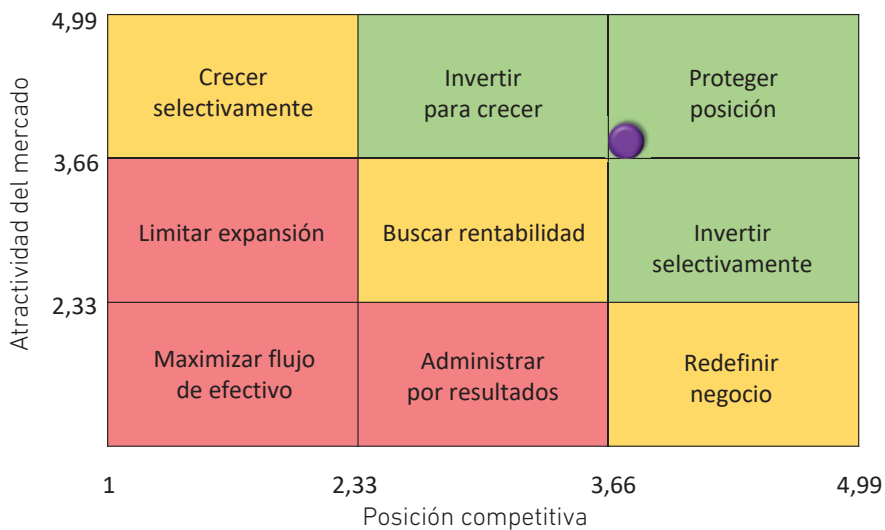 4,99
Atractividad del mercado
Crecer
selectivamente
Invertir
para crecer
Proteger
posición
3,66
Limitar expansión
Buscar rentabilidad
Invertir
selectivamente
2,33
Maximizar flujo
de efectivo
Administrar
por resultados
Redefinir
negocio
1
2,33
3,66
4,99
Posición competitiva